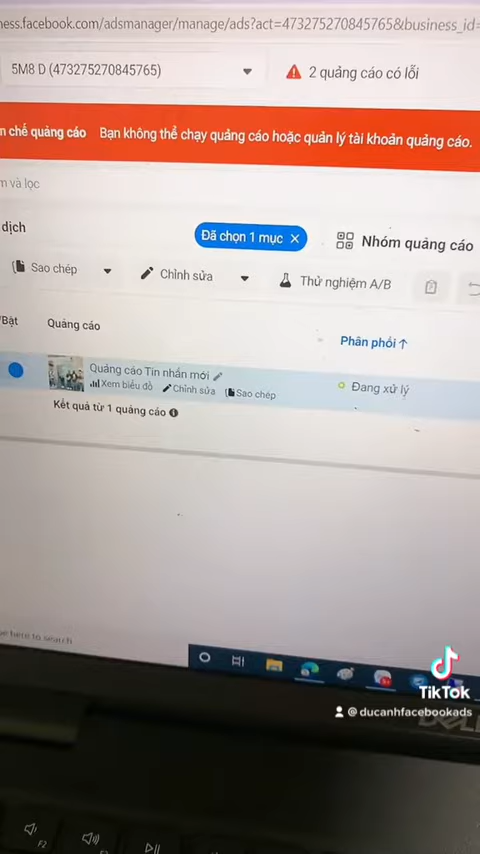 ness.facebook.com/adsmanager/manage/ads?act=473275270845765&business_id=
5M8 D (473275270845765)
2 quảng cáo có lỗi
n chế quảng cáo Bạn không thể chạy quảng cáo hoặc quản lý tài khoản quảng cáo.
m và lọc
dịch
Đã chọn 1 mục ×
Nhóm quảng cáo
Sao chép
Chỉnh sửa
Thử nghiệm A/B
/Bật
Quảng cáo
Phân phối↑
Quảng cáo Tin nhắn mới
Xem biểu đồ Chỉnh sửa Sao chép
Đang xử lý
Kết quả từ 1 quảng cáo
pe here to search
TikTok
@ducanhfacebookads
DELL
F2